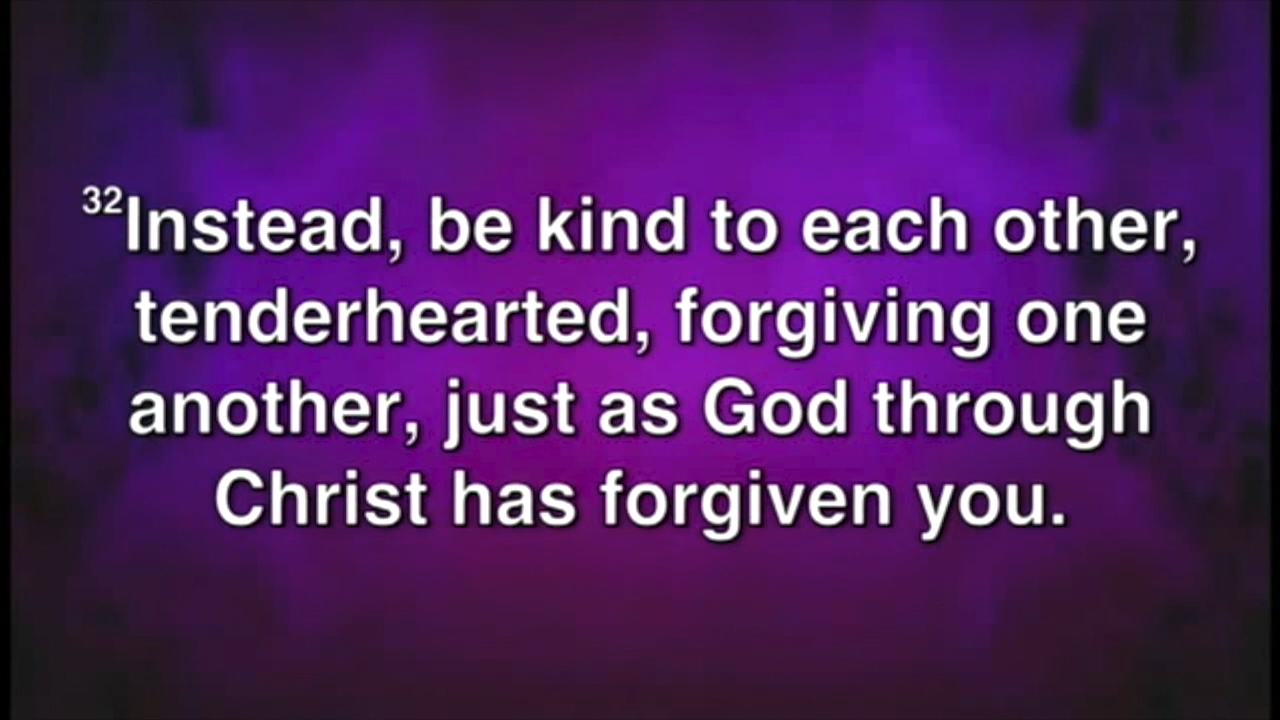 32Instead, be kind to each other,
tenderhearted, forgiving one
another, just as God through
Christ has forgiven you.